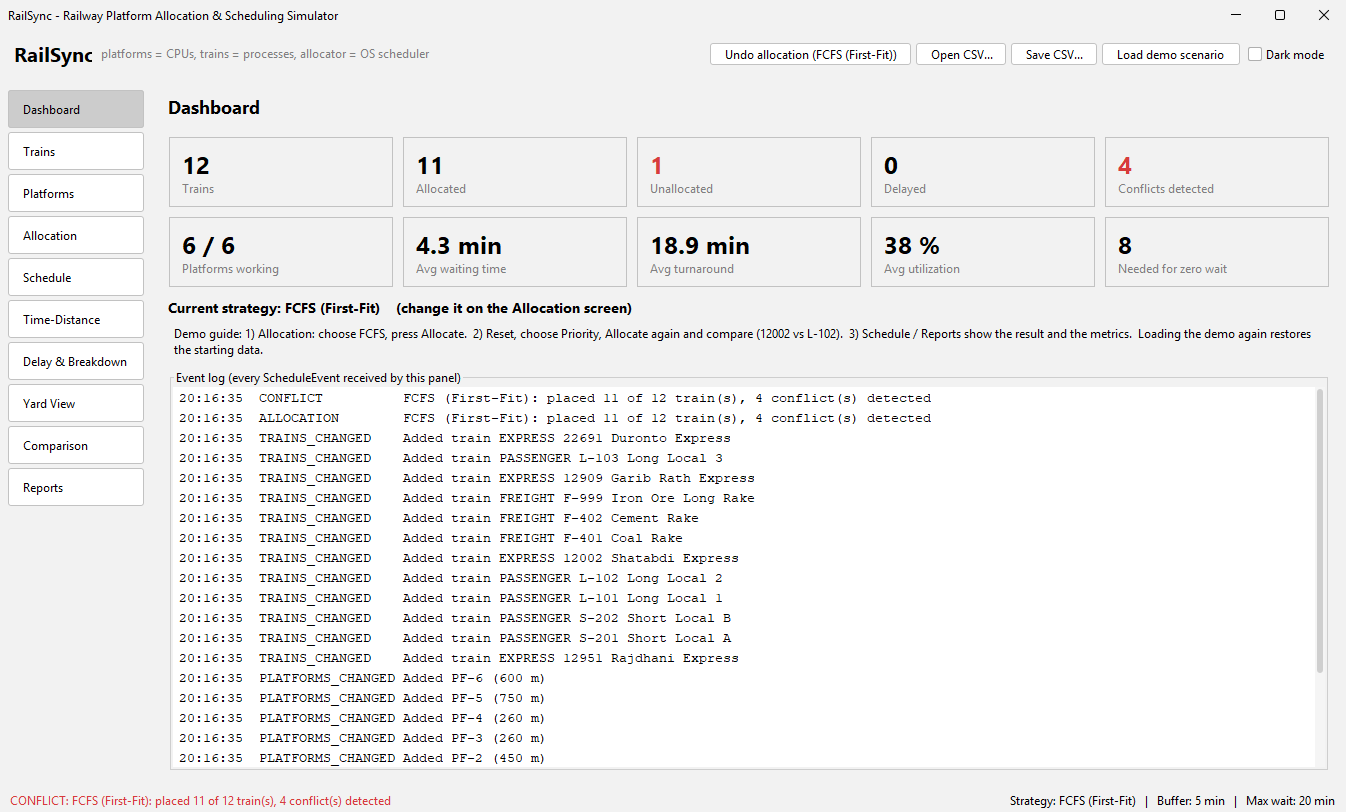 RailSync - Railway Platform Allocation & Scheduling Simulator
RailSync platforms = CPUs, trains = processes, allocator = OS scheduler
Undo allocation (FCFS (First-Fit)) Open CSV... Save CSV... Load demo scenario Dark mode
Dashboard
Trains
Platforms
Allocation
Schedule
Time-Distance
Delay & Breakdown
Yard View
Comparison
Reports
Dashboard
12
Trains
11
Allocated
1
Unallocated
0
Delayed
4
Conflicts detected
6 / 6
Platforms working
4.3 min
Avg waiting time
18.9 min
Avg turnaround
38 %
Avg utilization
8
Needed for zero wait
Current strategy: FCFS (First-Fit) (change it on the Allocation screen)
Demo guide: 1) Allocation: choose FCFS, press Allocate. 2) Reset, choose Priority, Allocate again and compare (12002 vs L-102). 3) Schedule / Reports show the result and the metrics. Loading the demo again restores
the starting data.
Event log (every ScheduleEvent received by this panel)
20:16:35 CONFLICT FCFS (First-Fit): placed 11 of 12 train(s), 4 conflict(s) detected
20:16:35 ALLOCATION FCFS (First-Fit): placed 11 of 12 train(s), 4 conflict(s) detected
20:16:35 TRAINS_CHANGED Added train EXPRESS 22691 Duronto Express
20:16:35 TRAINS_CHANGED Added train PASSENGER L-103 Long Local 3
20:16:35 TRAINS_CHANGED Added train EXPRESS 12909 Garib Rath Express
20:16:35 TRAINS_CHANGED Added train FREIGHT F-999 Iron Ore Long Rake
20:16:35 TRAINS_CHANGED Added train FREIGHT F-402 Cement Rake
20:16:35 TRAINS_CHANGED Added train FREIGHT F-401 Coal Rake
20:16:35 TRAINS_CHANGED Added train EXPRESS 12002 Shatabdi Express
20:16:35 TRAINS_CHANGED Added train PASSENGER L-102 Long Local 2
20:16:35 TRAINS_CHANGED Added train PASSENGER L-101 Long Local 1
20:16:35 TRAINS_CHANGED Added train PASSENGER S-202 Short Local B
20:16:35 TRAINS_CHANGED Added train PASSENGER S-201 Short Local A
20:16:35 TRAINS_CHANGED Added train EXPRESS 12951 Rajdhani Express
20:16:35 PLATFORMS_CHANGED Added PF-6 (600 m)
20:16:35 PLATFORMS_CHANGED Added PF-5 (750 m)
20:16:35 PLATFORMS_CHANGED Added PF-4 (260 m)
20:16:35 PLATFORMS_CHANGED Added PF-3 (260 m)
20:16:35 PLATFORMS_CHANGED Added PF-2 (450 m)
CONFLICT: FCFS (First-Fit): placed 11 of 12 train(s), 4 conflict(s) detected
Strategy: FCFS (First-Fit) | Buffer: 5 min | Max wait: 20 min